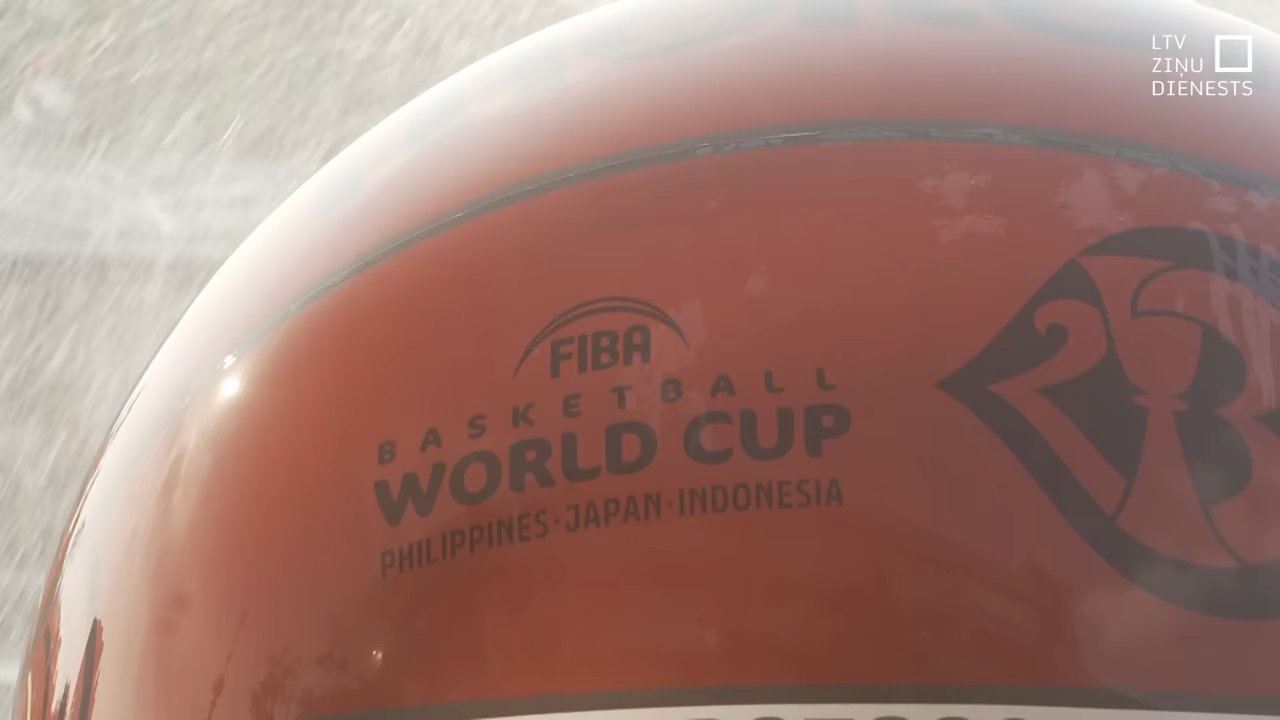 LTV
ZIŅU
DIENESTS
FIBA
BASKETBALL
WORLD CUP
PHILIPPINES·JAPAN·INDONESIA